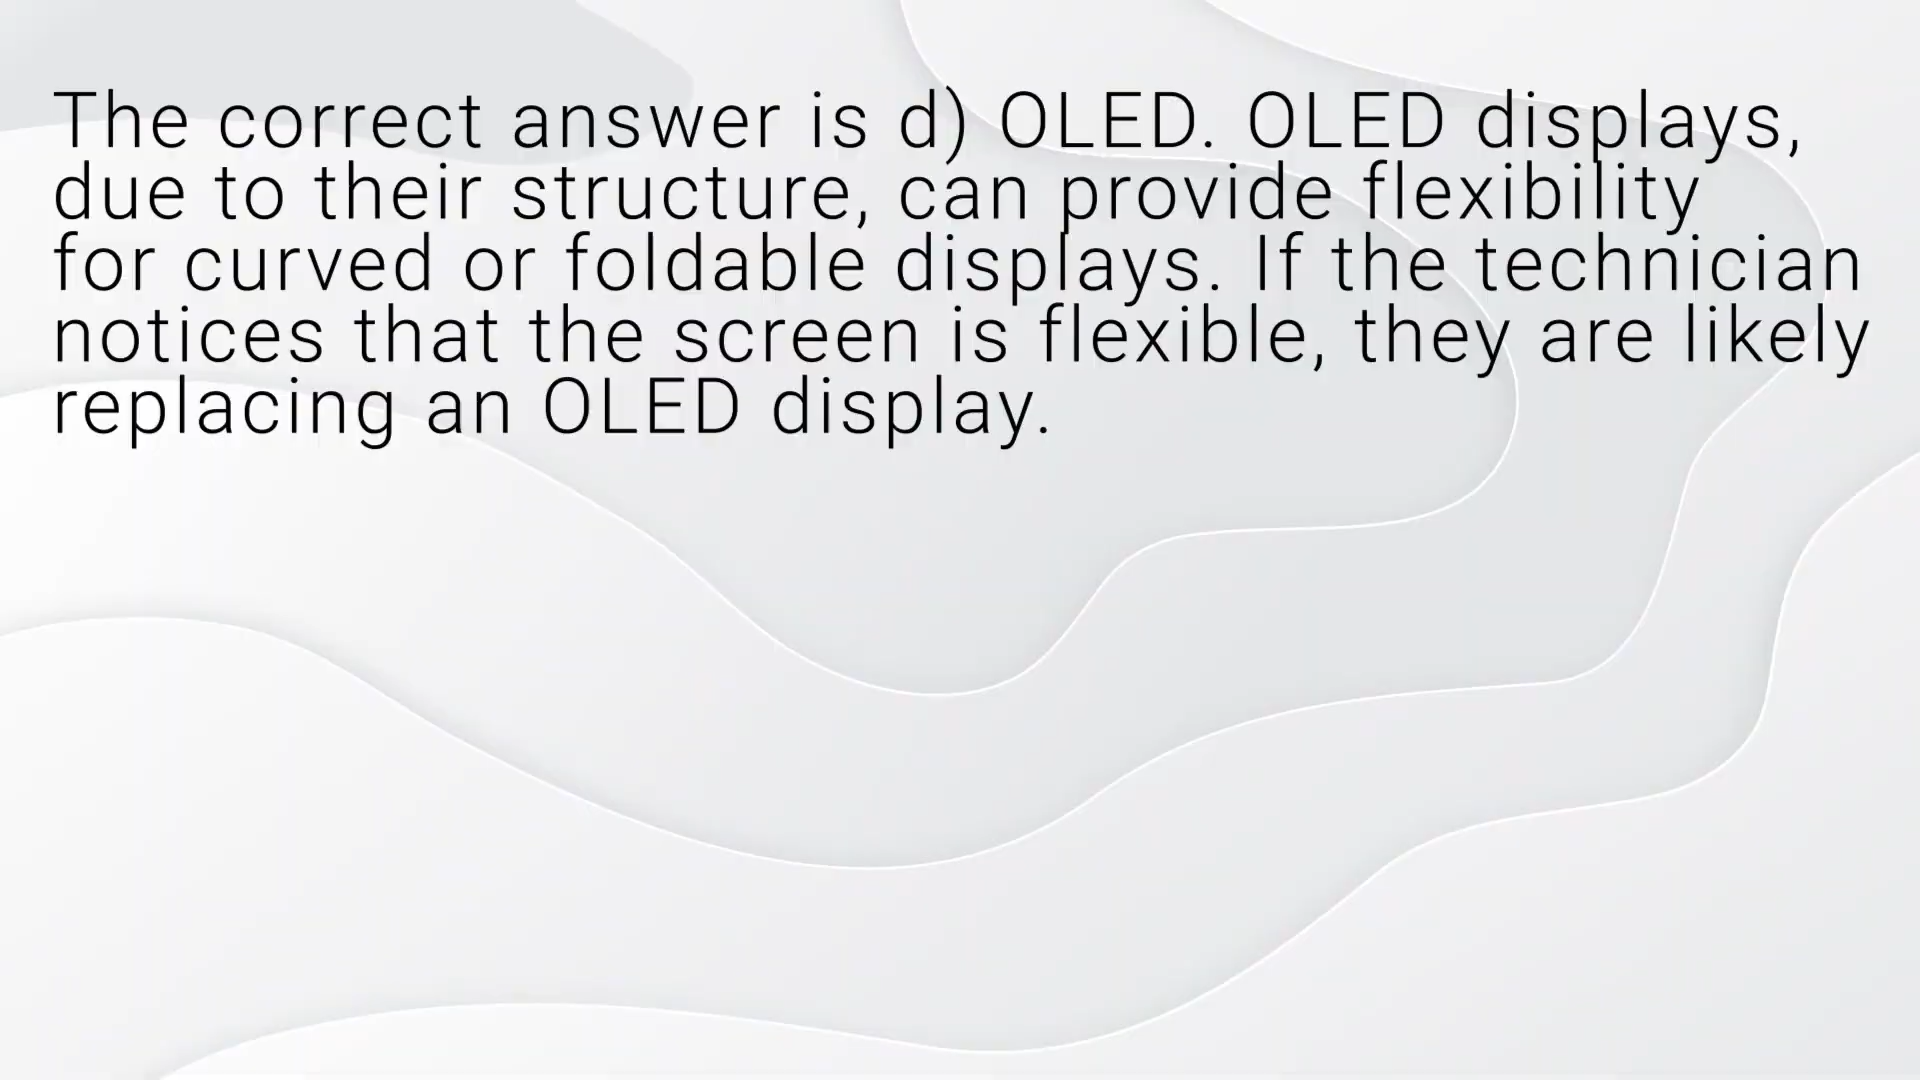 The correct answer is d) OLED. OLED displays,
due to their structure, can provide flexibility
for curved or foldable displays. If the technician
notices that the screen is flexible, they are likely
replacing an OLED display.